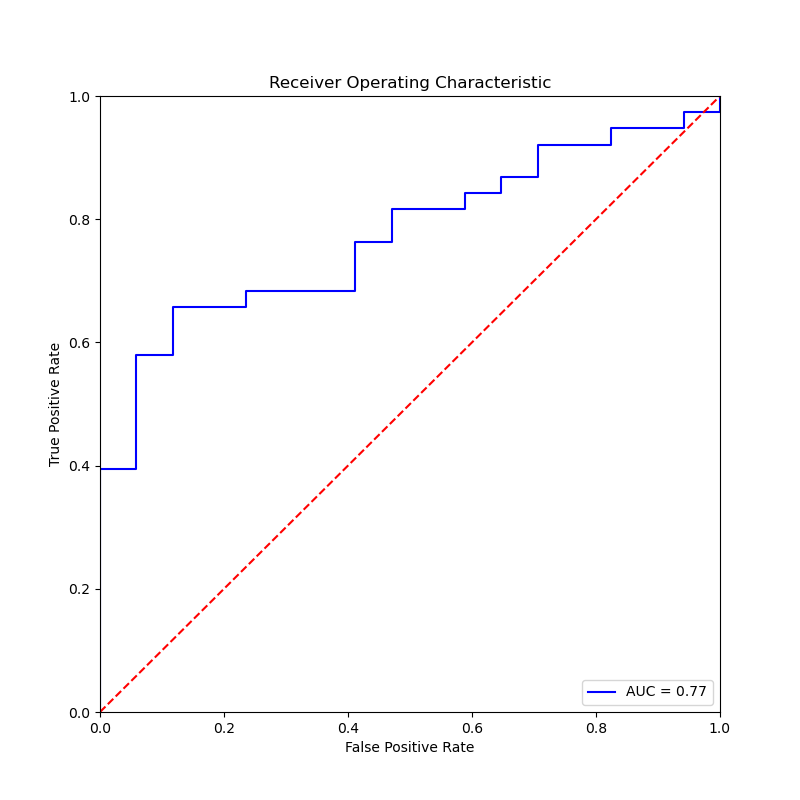 Receiver Operating Characteristic
1.0
0.8
0.6
0.4
0.2
0.0
True Positive Rate
AUC = 0.77
0.0 0.2 0.4 0.6 0.8 1.0
False Positive Rate